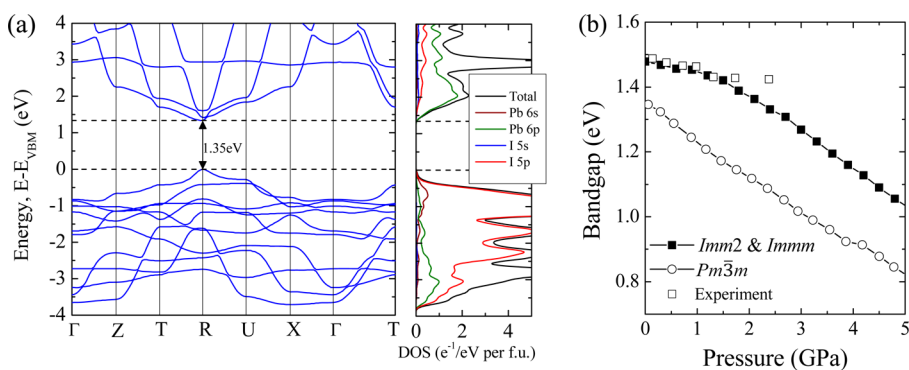 (a)
Energy, E-E_VBM (eV)
4
3
2
1
0
-1
-2
-3
-4
1.35eV
Γ Z T R U X Γ T
Total
Pb 6s
Pb 6p
I 5s
I 5p
0 2 4
DOS (e⁻¹/eV per f.u.)
(b)
Bandgap (eV)
1.6
1.4
1.2
1.0
0.8
Imm2 & Immm
Pm3̄m
Experiment
0 1 2 3 4 5
Pressure (GPa)